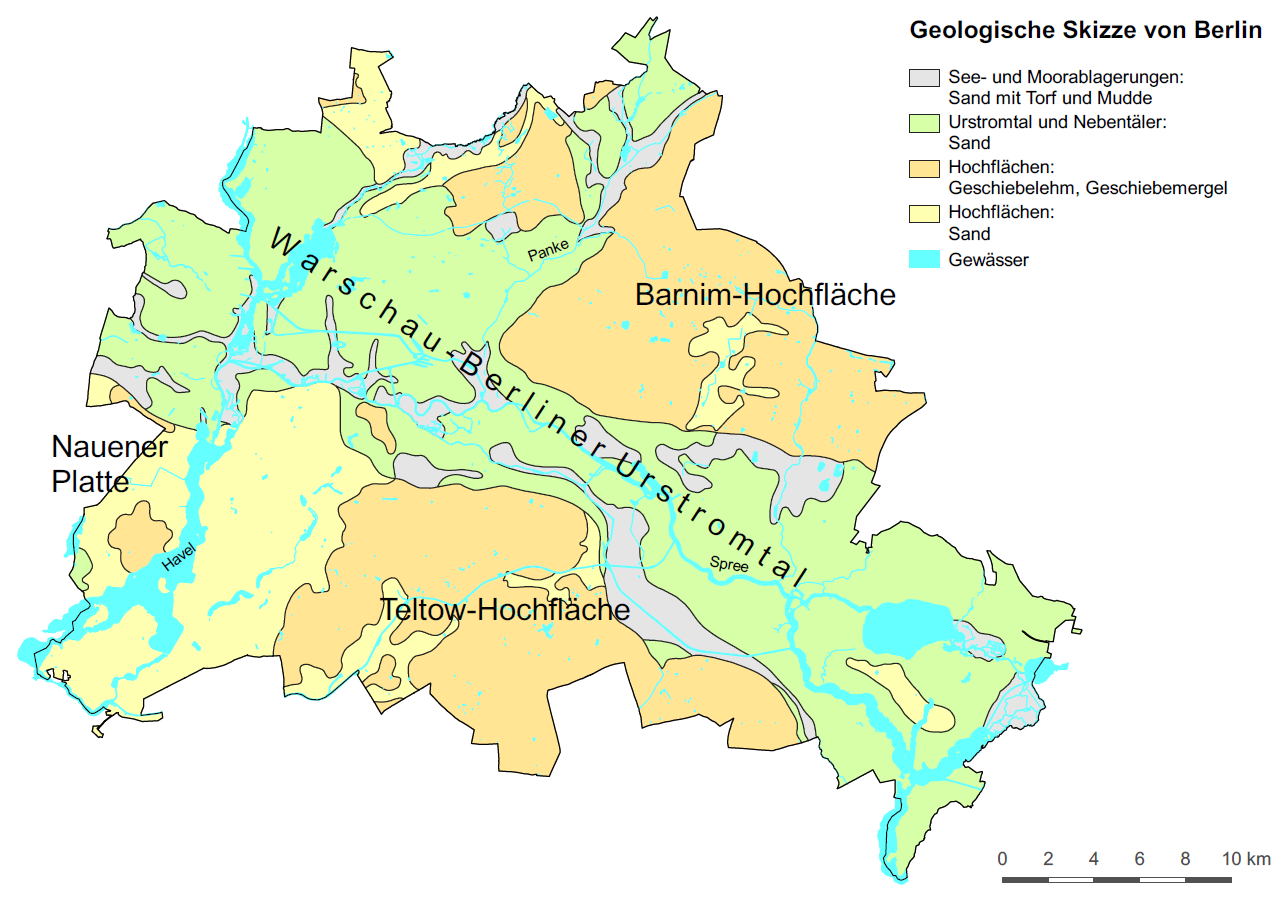 Geologische Skizze von Berlin
See- und Moorablagerungen:
Sand mit Torf und Mudde
Urstromtal und Nebentäler:
Sand
Hochflächen:
Geschiebelehm, Geschiebemergel
Hochflächen:
Sand
Gewässer
Warschau-Berliner Urstromtal
Panke
Barnim-Hochfläche
Nauener
Platte
Havel
Spree
Teltow-Hochfläche
0 2 4 6 8 10 km